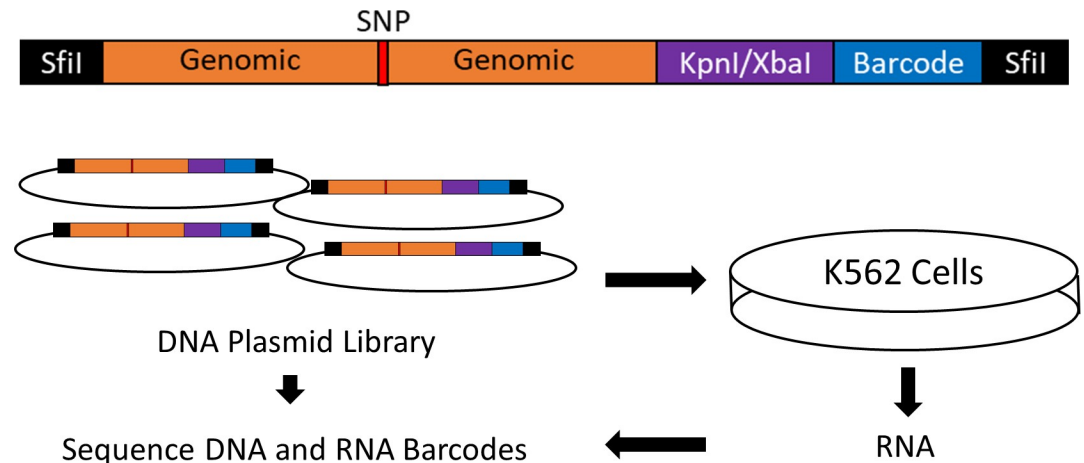 SNP
SfiI Genomic Genomic KpnI/XbaI Barcode SfiI
K562 Cells
DNA Plasmid Library
Sequence DNA and RNA Barcodes
RNA